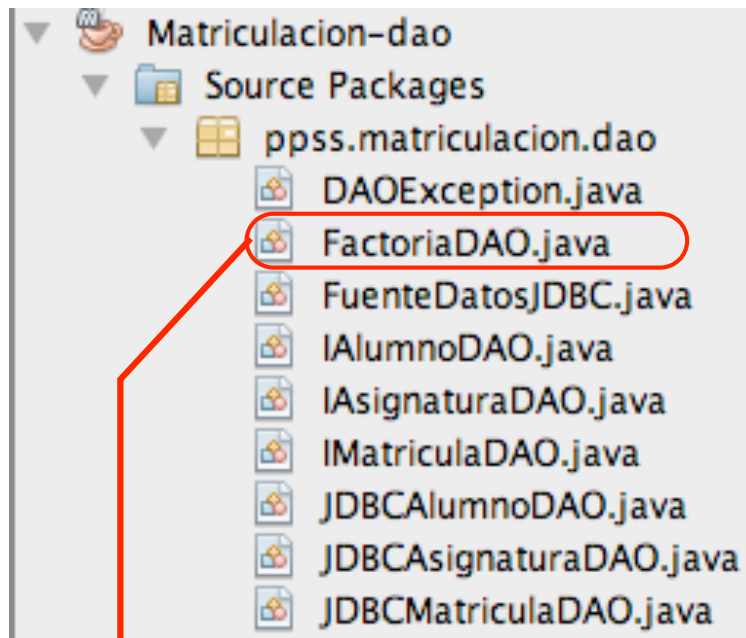 Matriculacion-dao
Source Packages
ppss.matriculacion.dao
DAOException.java
FactoriaDAO.java
FuenteDatosJDBC.java
IAlumnoDAO.java
IAsignaturaDAO.java
IMatriculaDAO.java
JDBCAlumnoDAO.java
JDBCAsignaturaDAO.java
JDBCMatriculaDAO.java